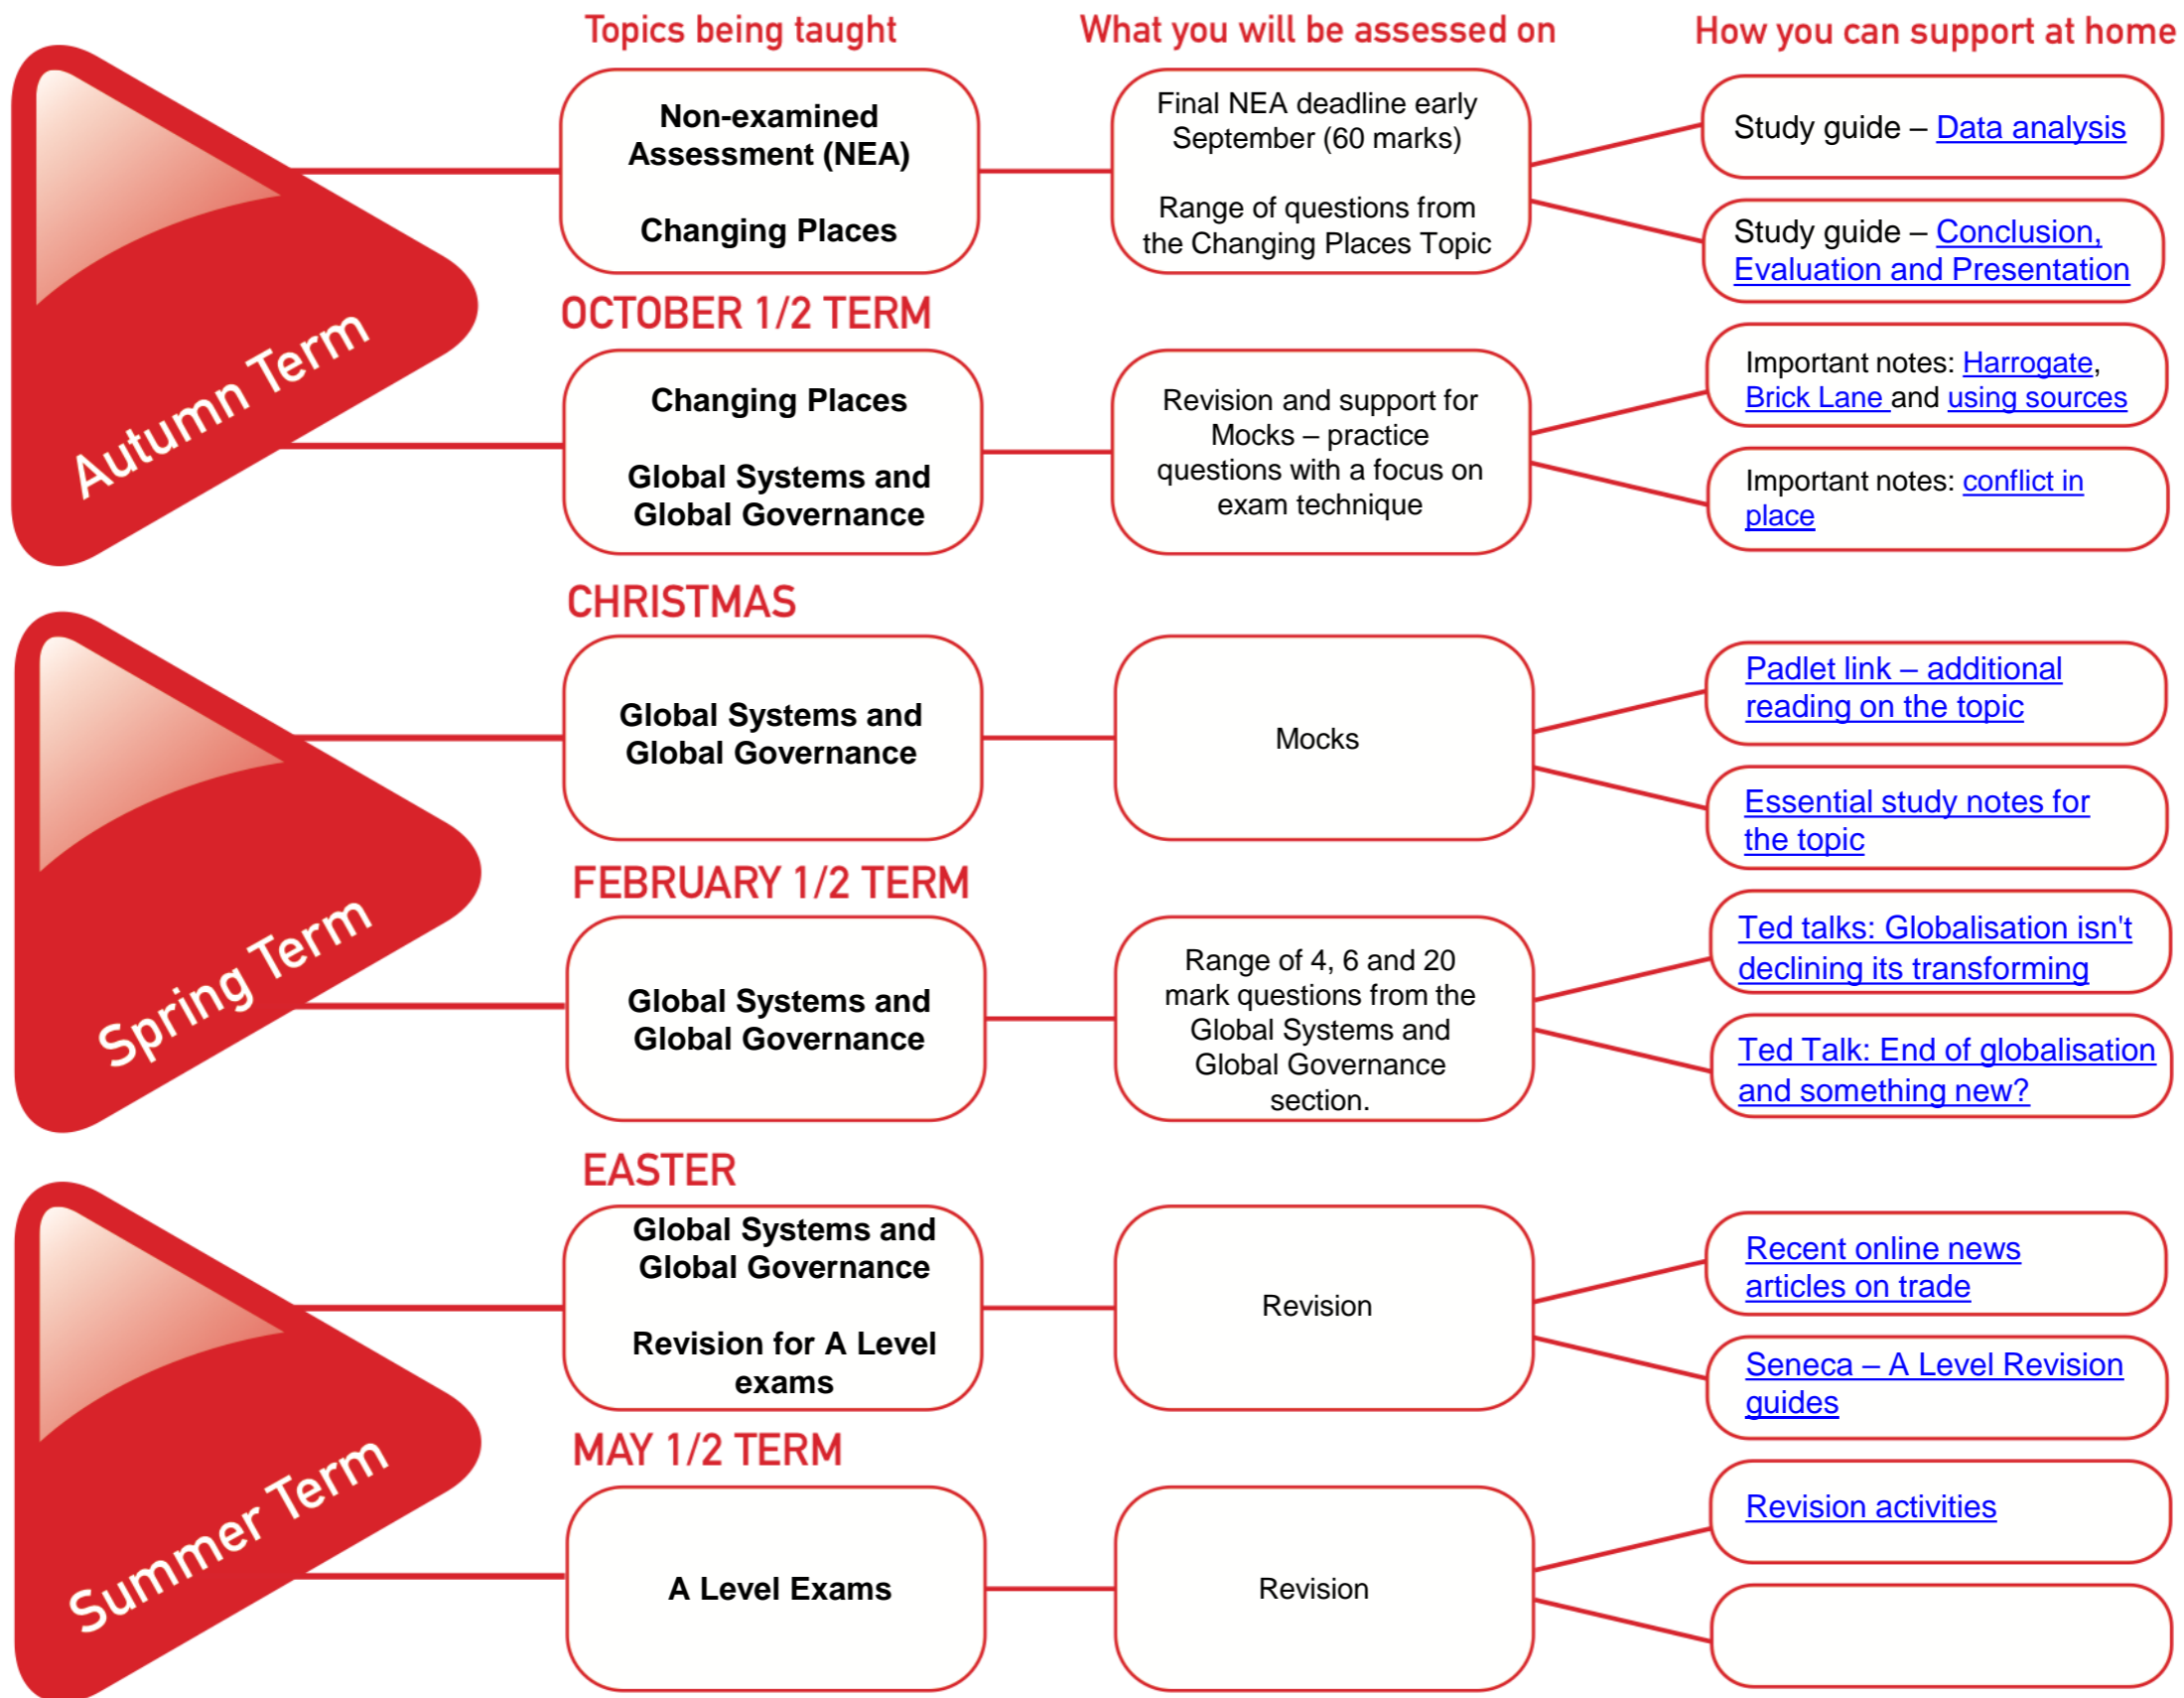 Topics being taught
What you will be assessed on
How you can support at home
Autumn Term
Non-examined
Assessment (NEA)
Changing Places
Final NEA deadline early
September (60 marks)
Range of questions from
the Changing Places Topic
Study guide – Data analysis
Study guide – Conclusion,
Evaluation and Presentation
OCTOBER 1/2 TERM
Changing Places
Global Systems and
Global Governance
Revision and support for
Mocks – practice
questions with a focus on
exam technique
Important notes: Harrogate,
Brick Lane and using sources
Important notes: conflict in
place
CHRISTMAS
Spring Term
Global Systems and
Global Governance
Mocks
Padlet link – additional
reading on the topic
Essential study notes for
the topic
FEBRUARY 1/2 TERM
Global Systems and
Global Governance
Range of 4, 6 and 20
mark questions from the
Global Systems and
Global Governance
section.
Ted talks: Globalisation isn't
declining its transforming
Ted Talk: End of globalisation
and something new?
EASTER
Summer Term
Global Systems and
Global Governance
Revision for A Level
exams
Revision
Recent online news
articles on trade
Seneca – A Level Revision
guides
MAY 1/2 TERM
A Level Exams
Revision
Revision activities